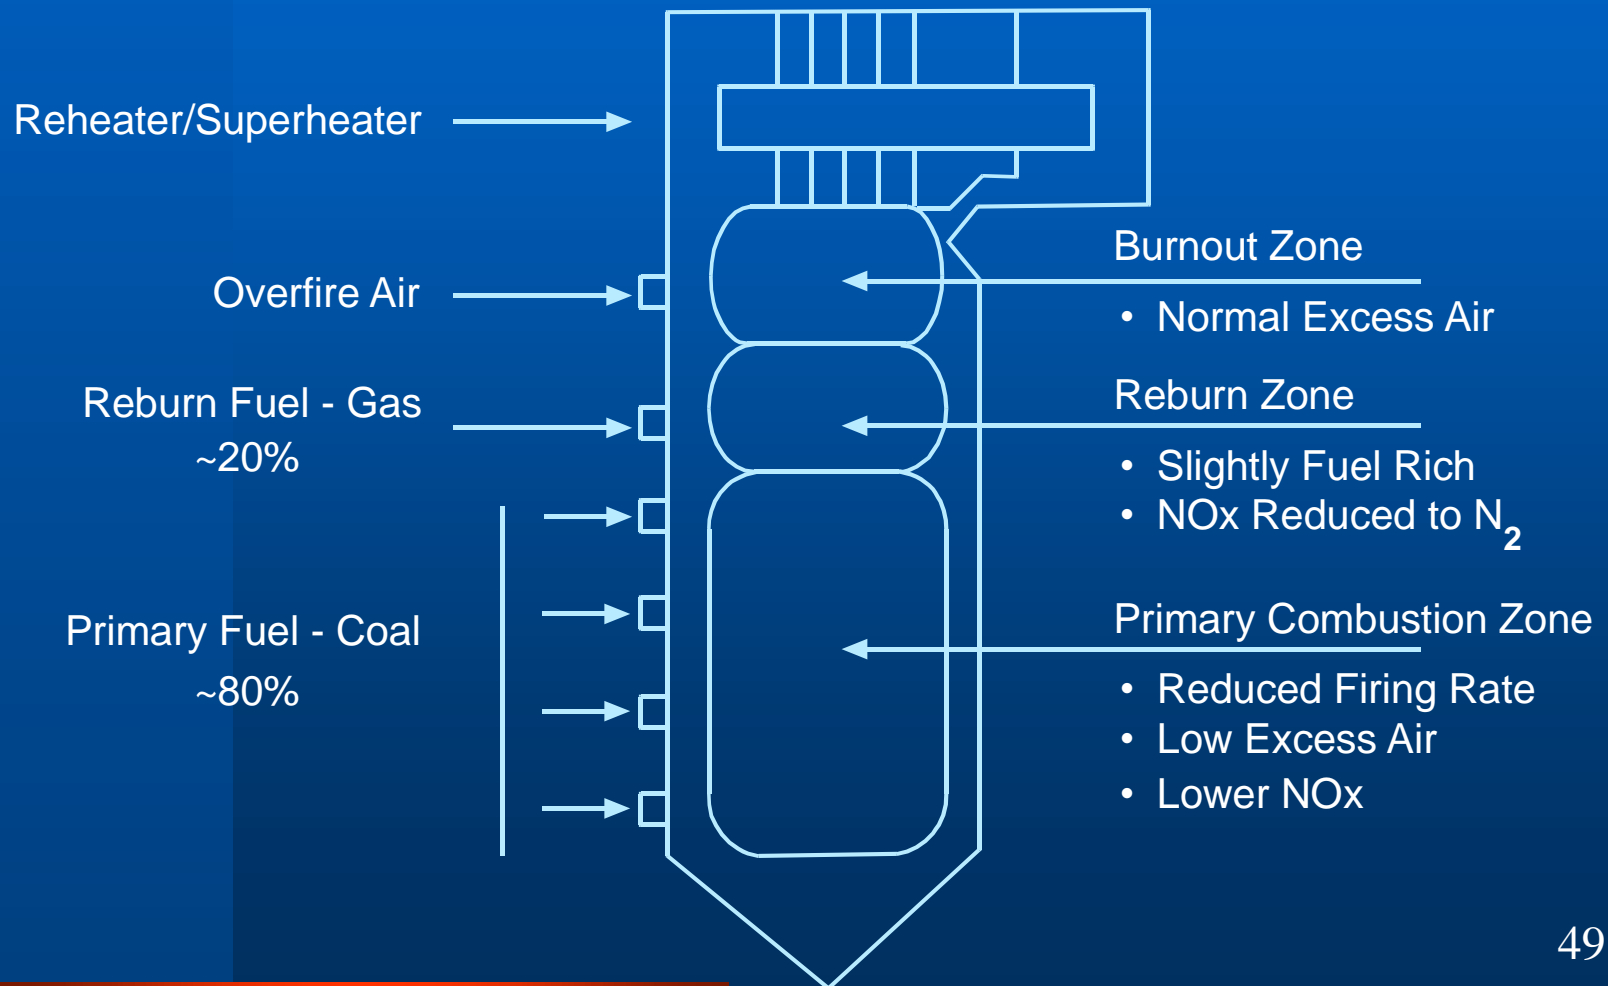 Reheater/Superheater
Overfire Air
Reburn Fuel - Gas
~20%
Primary Fuel - Coal
~80%
Burnout Zone
• Normal Excess Air
Reburn Zone
• Slightly Fuel Rich
• NOx Reduced to N₂
Primary Combustion Zone
• Reduced Firing Rate
• Low Excess Air
• Lower NOx
49